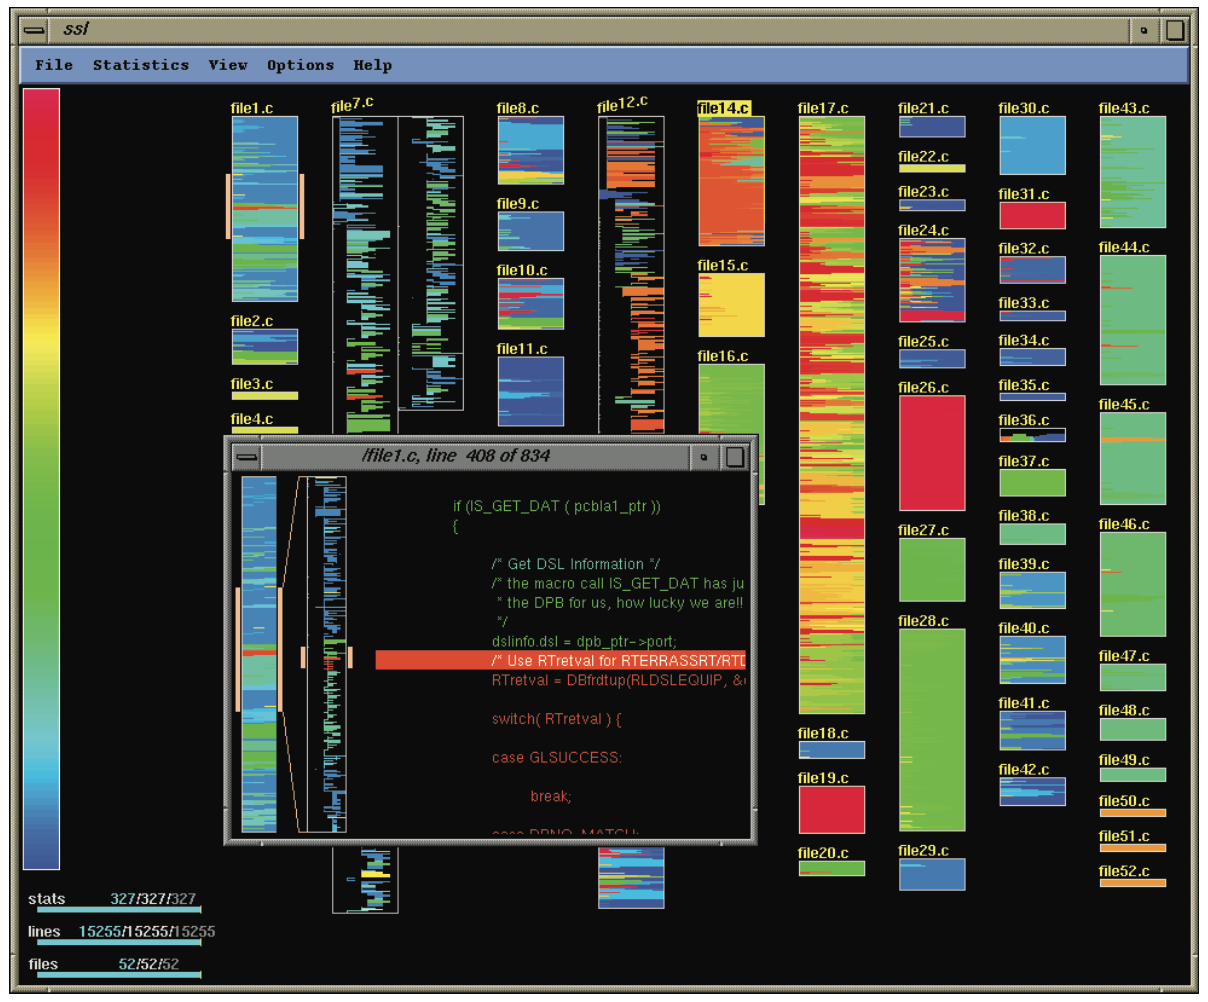 ssl
File Statistics View Options Help
file1.c
file2.c
file3.c
file4.c
file7.c
file8.c
file9.c
file10.c
file11.c
file12.c
file14.c
file15.c
file16.c
file17.c
file18.c
file19.c
file20.c
file21.c
file22.c
file23.c
file24.c
file25.c
file26.c
file27.c
file28.c
file29.c
file30.c
file31.c
file32.c
file33.c
file34.c
file35.c
file36.c
file37.c
file38.c
file39.c
file40.c
file41.c
file42.c
file43.c
file44.c
file45.c
file46.c
file47.c
file48.c
file49.c
file50.c
file51.c
file52.c
/file1.c, line 408 of 834
if (IS_GET_DAT ( pcbla1_ptr ))
{
/* Get DSL Information */
/* the macro call IS_GET_DAT has ju
* the DPB for us, how lucky we are!!
*/
dslinfo.dsl = dpb_ptr->port;
/* Use RTretval for RTERRASSRT/RTD
RTretval = DBfrdtup(RLDSLEQUIP, &
switch( RTretval ) {
case GLSUCCESS:
break;
stats 327/327/327
lines 15255/15255/15255
files 52/52/52